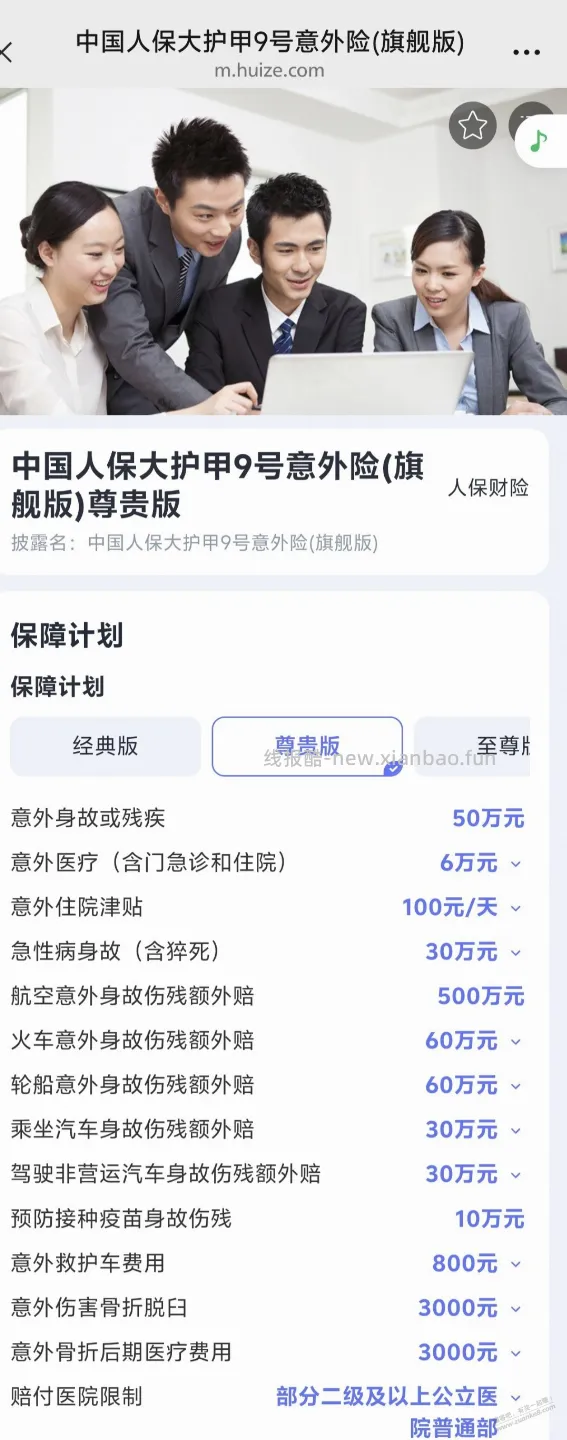 中国人保大护甲9号意外险(旗舰版)
m.huize.com
中国人保大护甲9号意外险(旗
舰版)尊贵版
人保财险
披露名：中国人保大护甲9号意外险(旗舰版)
保障计划
保障计划
经典版
尊贵版
至尊版
线报酷-new.xianbao.fun
意外身故或残疾 50万元
意外医疗（含门急诊和住院） 6万元
意外住院津贴 100元/天
急性病身故（含猝死） 30万元
航空意外身故伤残额外赔 500万元
火车意外身故伤残额外赔 60万元
轮船意外身故伤残额外赔 60万元
乘坐汽车身故伤残额外赔 30万元
驾驶非营运汽车身故伤残额外赔 30万元
预防接种疫苗身故伤残 10万元
意外救护车费用 800元
意外伤害骨折脱臼 3000元
意外骨折后期医疗费用 3000元
赔付医院限制 部分二级及以上公立医
院普通部